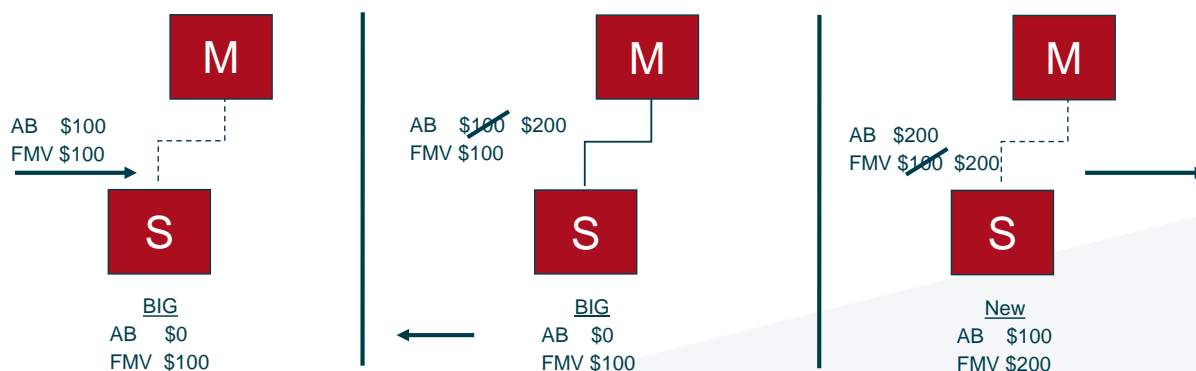 M
AB $100
FMV $100
S
BIG
AB $0
FMV $100
M
AB $100 $200
FMV $100
S
BIG
AB $0
FMV $100
M
AB $200
FMV $100 $200
S
New
AB $100
FMV $200